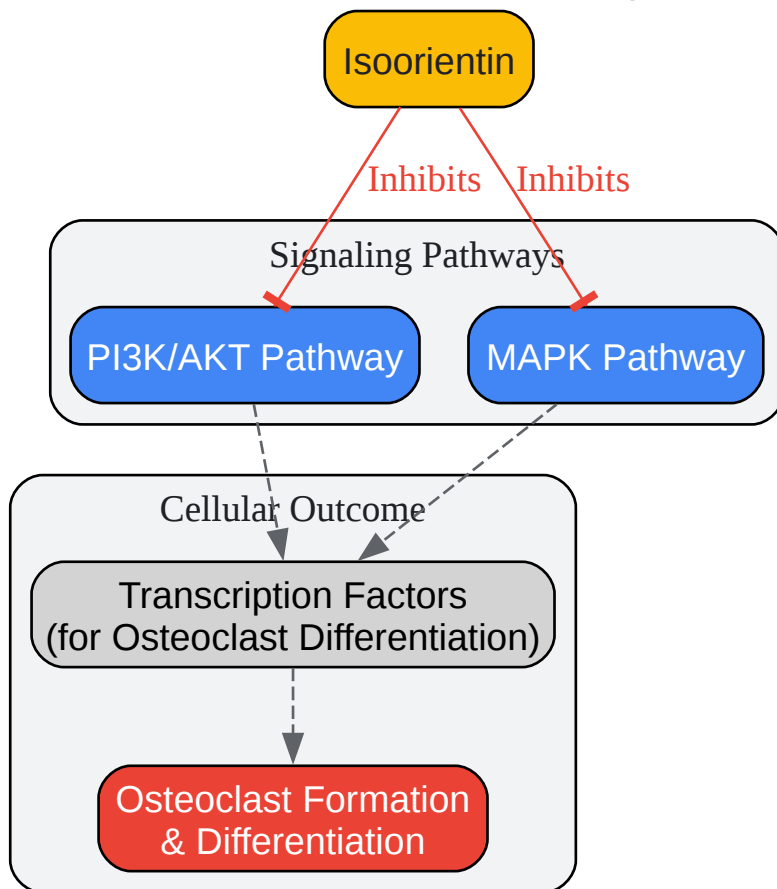 Isoorientin
Inhibits Inhibits
Signaling Pathways
PI3K/AKT Pathway
MAPK Pathway
Cellular Outcome
Transcription Factors
(for Osteoclast Differentiation)
Osteoclast Formation
& Differentiation